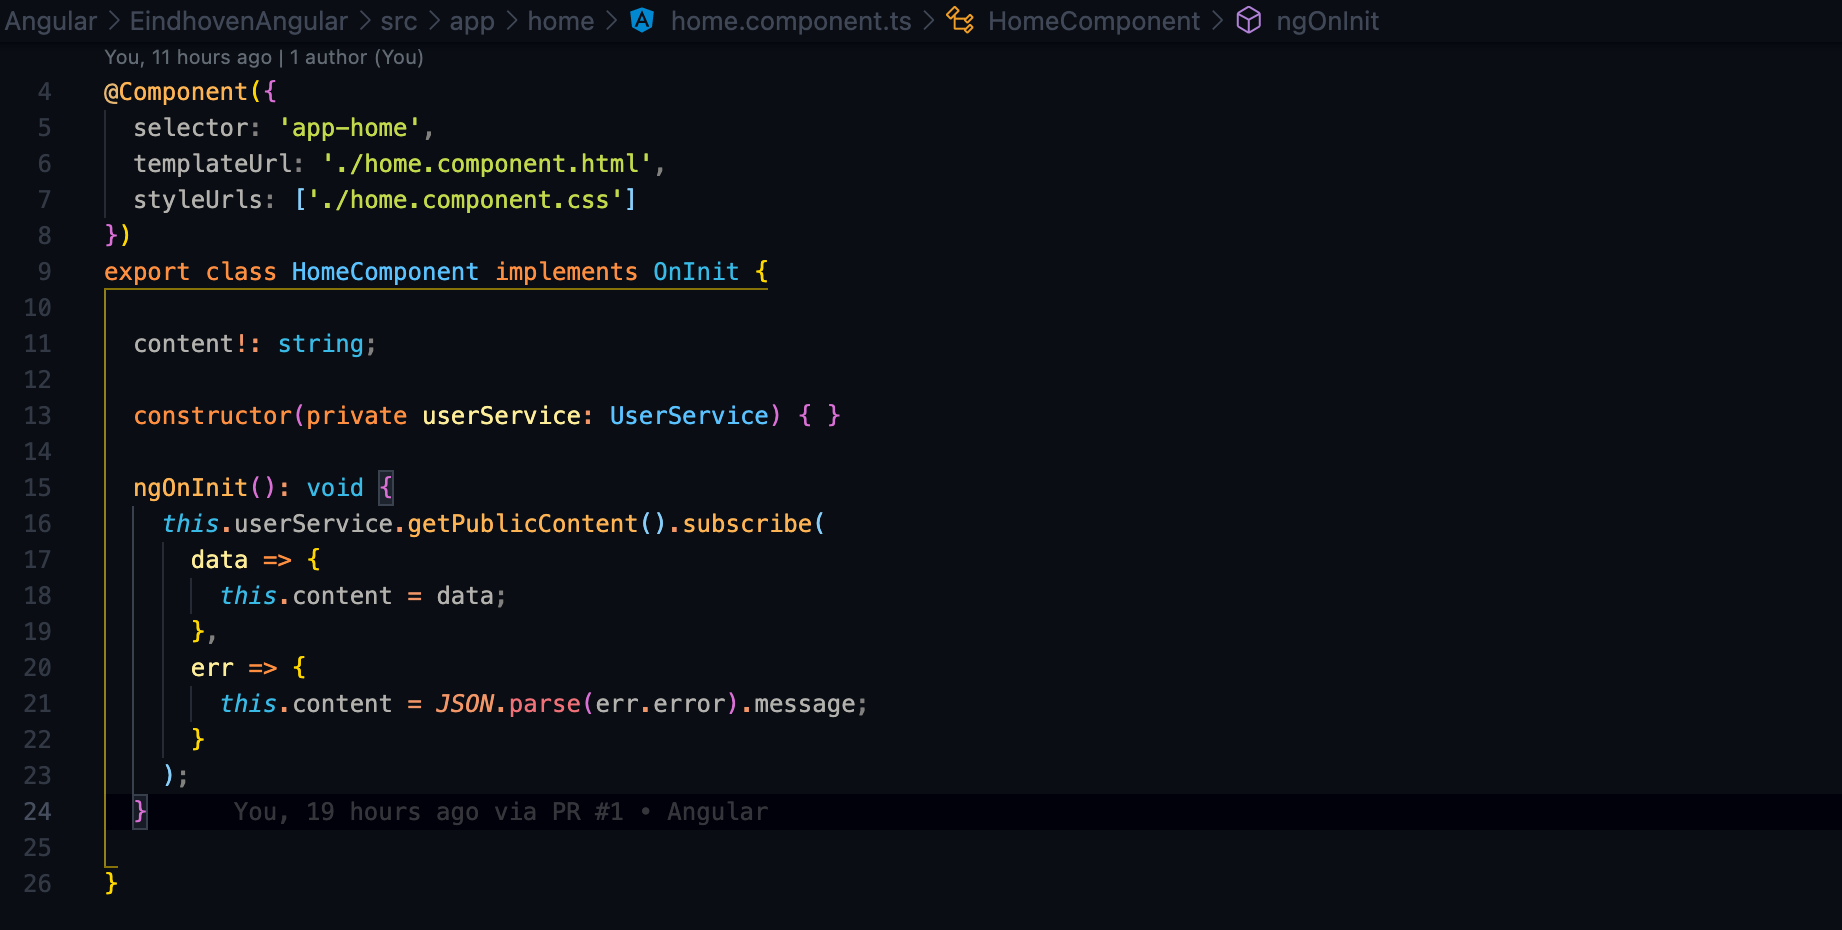 Angular > EindhovenAngular > src > app > home > home.component.ts > HomeComponent > ngOnInit
You, 11 hours ago | 1 author (You)
4 @Component({
5   selector: 'app-home',
6   templateUrl: './home.component.html',
7   styleUrls: ['./home.component.css']
8 })
9 export class HomeComponent implements OnInit {
10
11   content!: string;
12
13   constructor(private userService: UserService) { }
14
15   ngOnInit(): void {
16     this.userService.getPublicContent().subscribe(
17       data => {
18         this.content = data;
19       },
20       err => {
21         this.content = JSON.parse(err.error).message;
22       }
23     );
24   }      You, 19 hours ago via PR #1 • Angular
25
26 }